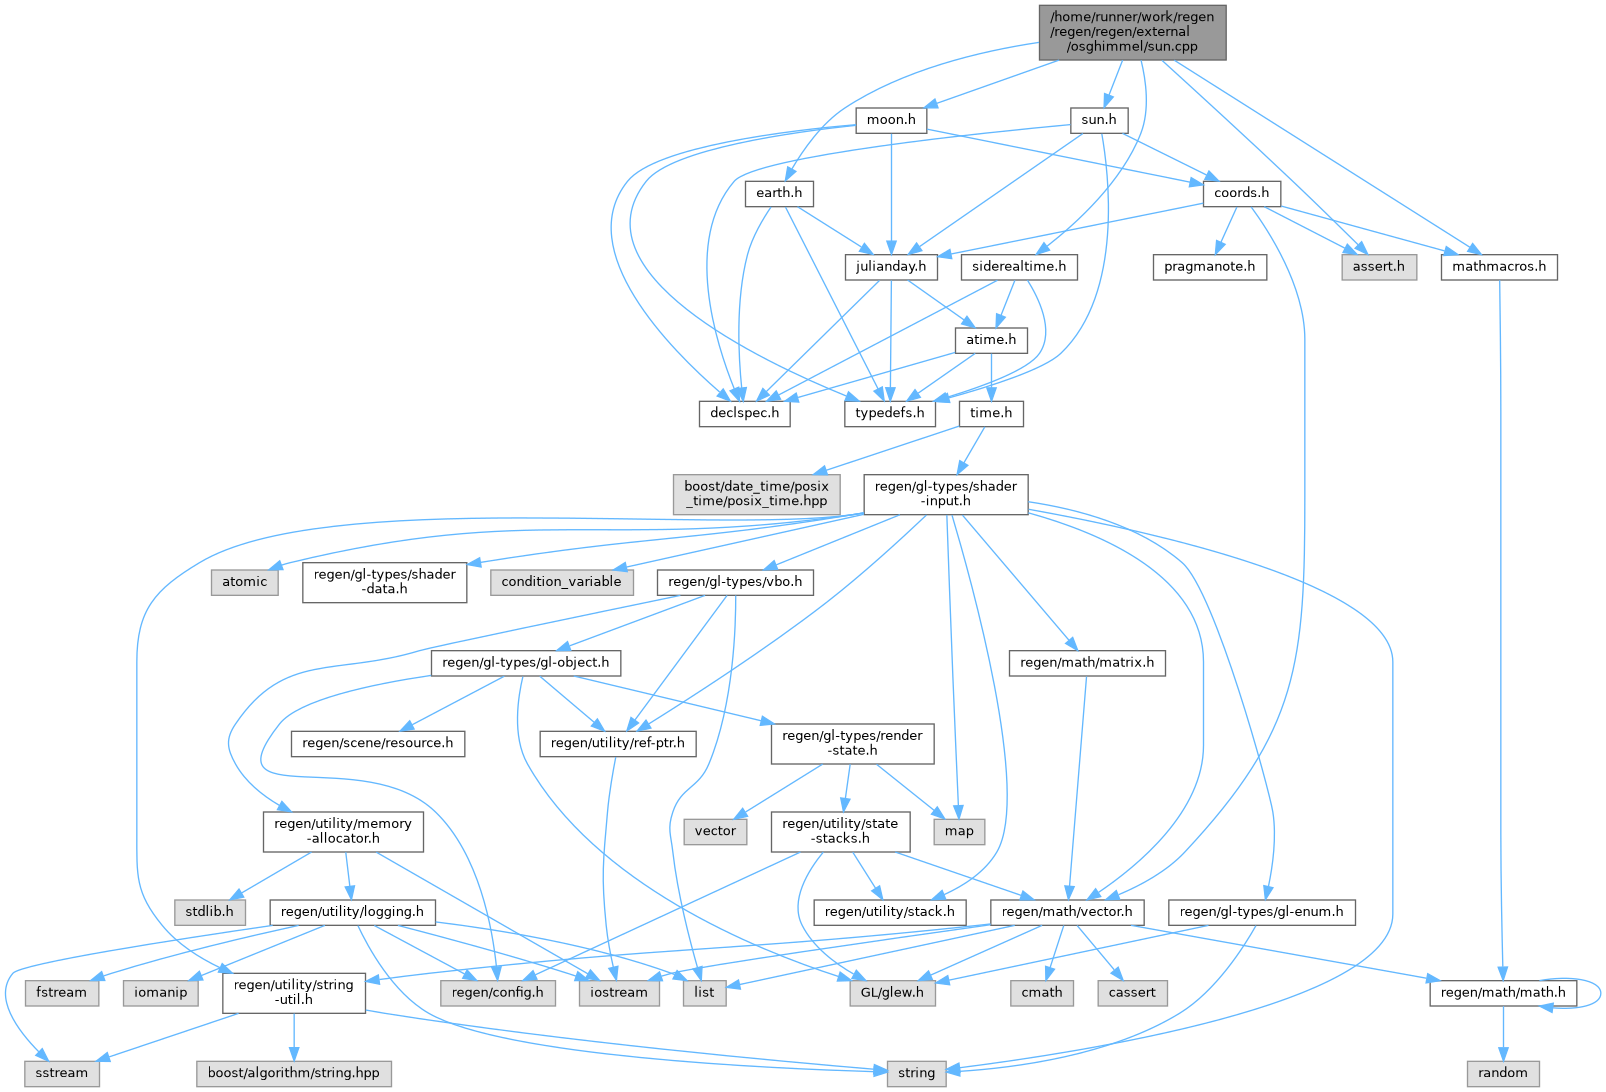 /home/runner/work/regen
/regen/regen/external
/osghimmel/sun.cpp
moon.h
sun.h
earth.h
coords.h
julianday.h
siderealtime.h
pragmanote.h
assert.h
mathmacros.h
atime.h
declspec.h
typedefs.h
time.h
boost/date_time/posix
_time/posix_time.hpp
regen/gl-types/shader
-input.h
atomic
regen/gl-types/shader
-data.h
condition_variable
regen/gl-types/vbo.h
regen/gl-types/gl-object.h
regen/math/matrix.h
regen/scene/resource.h
regen/utility/ref-ptr.h
regen/gl-types/render
-state.h
regen/utility/memory
-allocator.h
vector
regen/utility/state
-stacks.h
map
stdlib.h
regen/utility/logging.h
regen/utility/stack.h
regen/math/vector.h
regen/gl-types/gl-enum.h
fstream
iomanip
regen/utility/string
-util.h
regen/config.h
iostream
list
GL/glew.h
cmath
cassert
regen/math/math.h
sstream
boost/algorithm/string.hpp
string
random